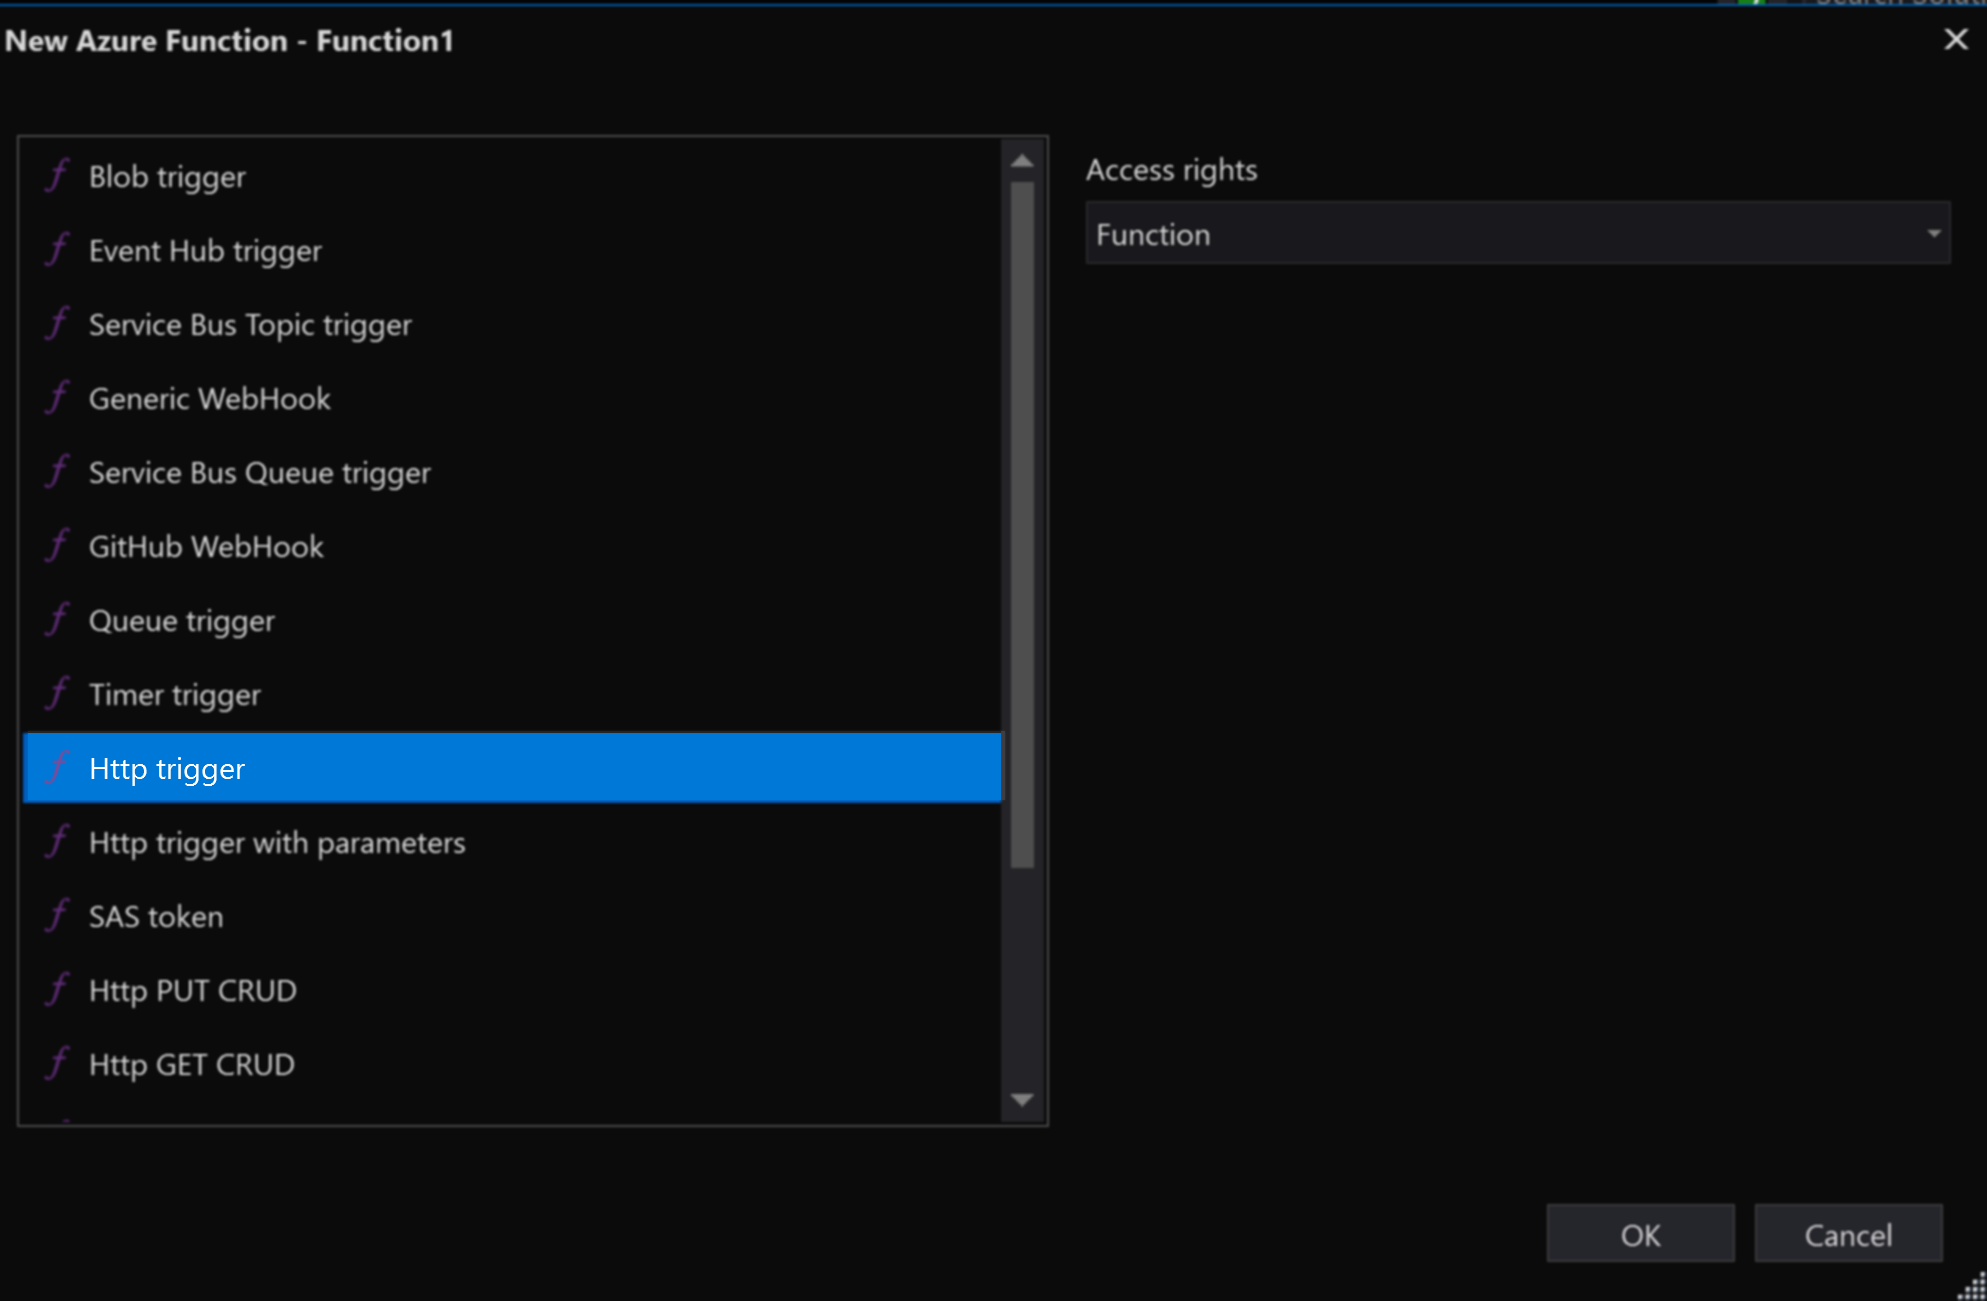 New Azure Function - Function1
Blob trigger
Event Hub trigger
Service Bus Topic trigger
Generic WebHook
Service Bus Queue trigger
GitHub WebHook
Queue trigger
Timer trigger
Http trigger
Http trigger with parameters
SAS token
Http PUT CRUD
Http GET CRUD
Access rights
Function
OK
Cancel